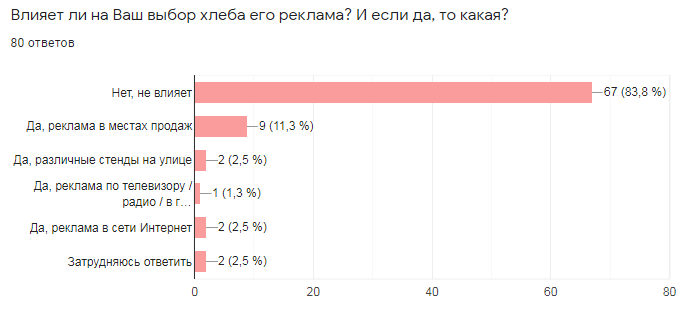 Влияет ли на Ваш выбор хлеба его реклама? И если да, то какая?
80 ответов
Нет, не влияет
67 (83,8 %)
Да, реклама в местах продаж
9 (11,3 %)
Да, различные стенды на улице
2 (2,5 %)
Да, реклама по телевизору /
радио / в г…
1 (1,3 %)
Да, реклама в сети Интернет
2 (2,5 %)
Затрудняюсь ответить
2 (2,5 %)
0 20 40 60 80